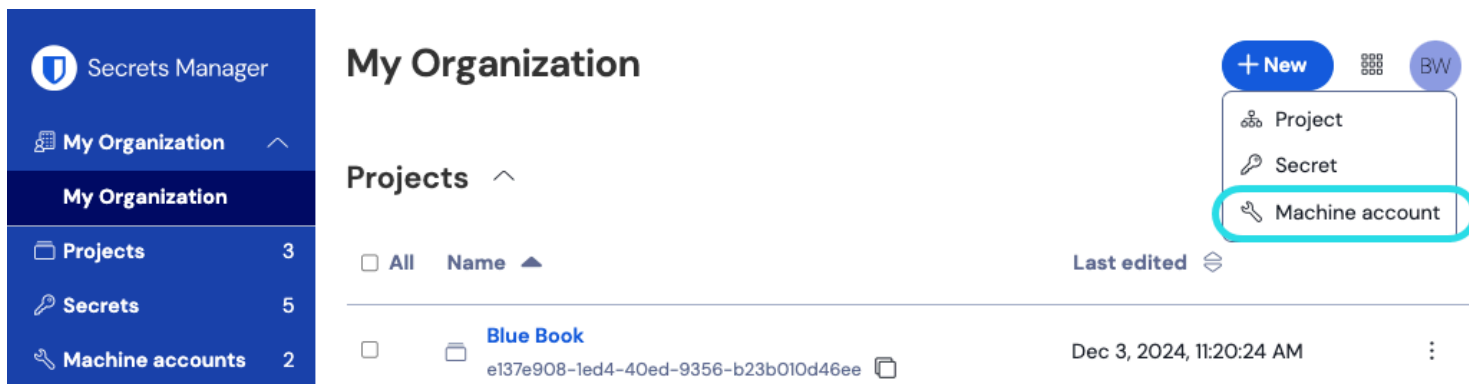 Secrets Manager
My Organization
My Organization
Projects 3
Secrets 5
Machine accounts 2
My Organization
+ New
BW
Project
Secret
Machine account
Projects
All Name Last edited
Blue Book
e137e908-1ed4-40ed-9356-b23b010d46ee
Dec 3, 2024, 11:20:24 AM